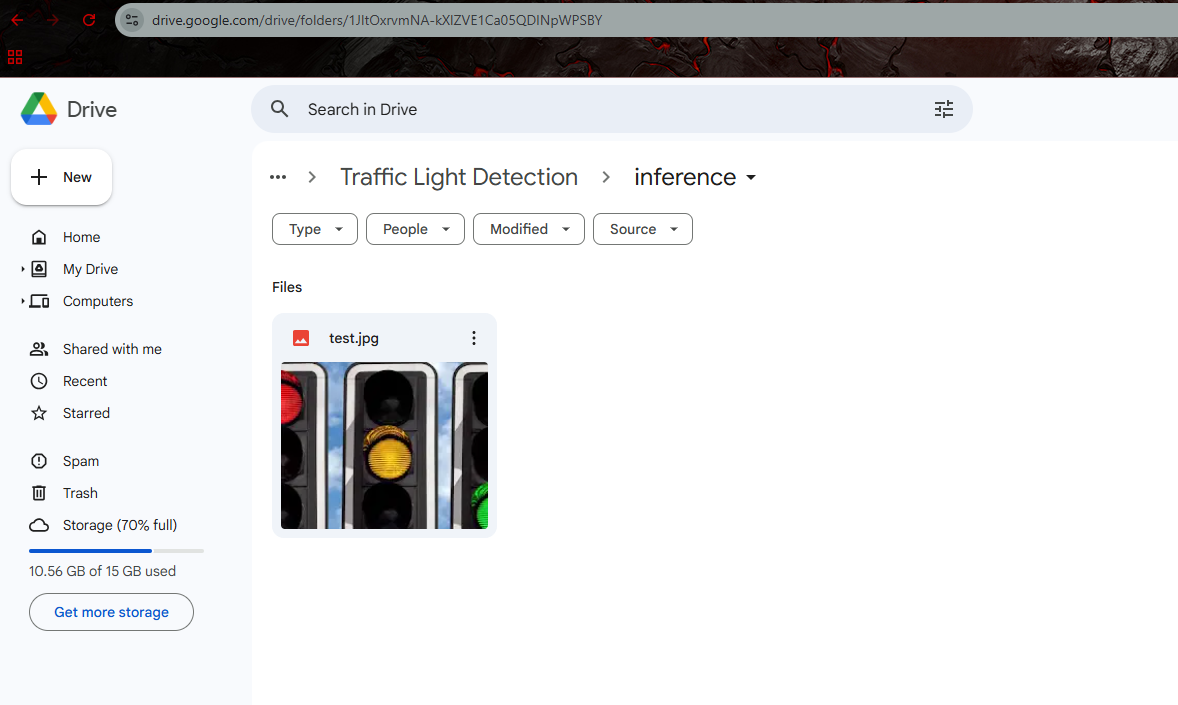 drive.google.com/drive/folders/1JItOxrvmNA-kXlZVE1Ca05QDINpWPSBY
Drive
Search in Drive
New
... > Traffic Light Detection > inference
Type People Modified Source
Home
My Drive
Computers
Files
test.jpg
Shared with me
Recent
Starred
Spam
Trash
Storage (70% full)
10.56 GB of 15 GB used
Get more storage